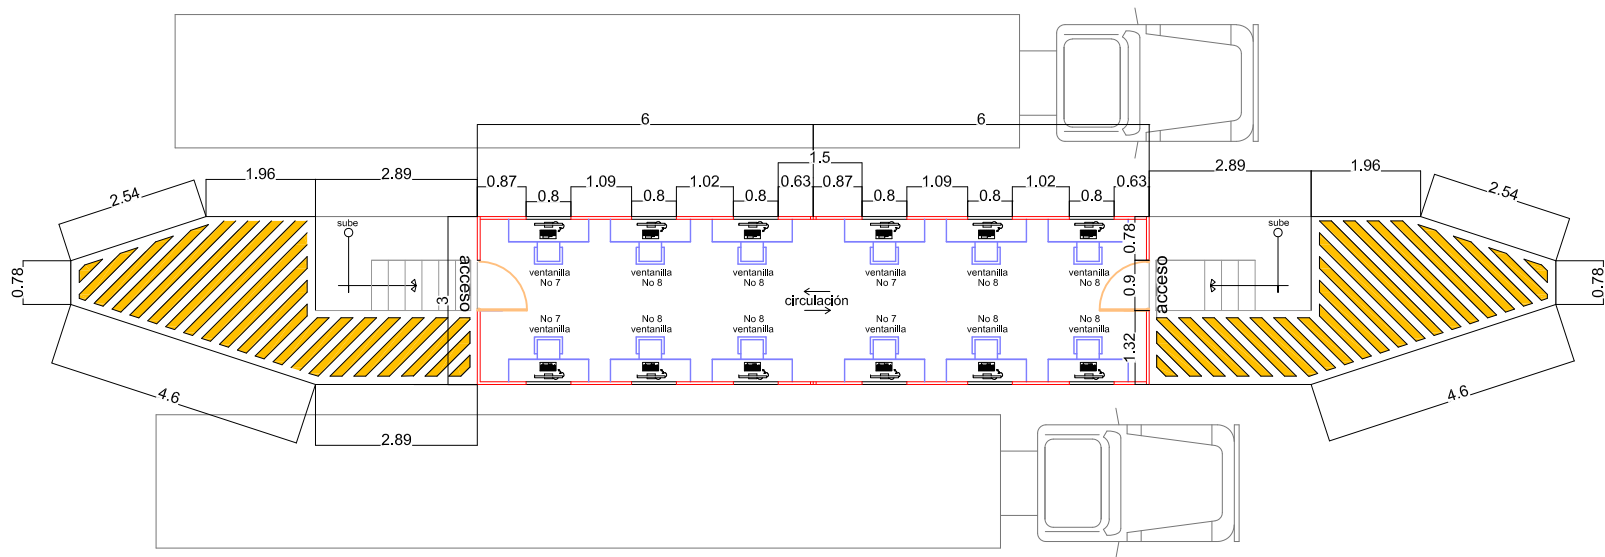 6
6
1.5
1.96
2.89
0.87
0.8
1.09
0.8
1.02
0.8
0.63
0.87
0.8
1.09
0.8
1.02
0.8
0.63
2.89
1.96
2.54
2.54
sube
sube
0.78
0.78
0.78
acceso
3
ventanilla
No 7
ventanilla
No 8
ventanilla
No 8
ventanilla
No 7
ventanilla
No 8
ventanilla
No 8
0.9
acceso
circulación
No 7
ventanilla
No 8
ventanilla
No 8
ventanilla
No 7
ventanilla
No 8
ventanilla
No 8
ventanilla
1.32
4.6
2.89
4.6